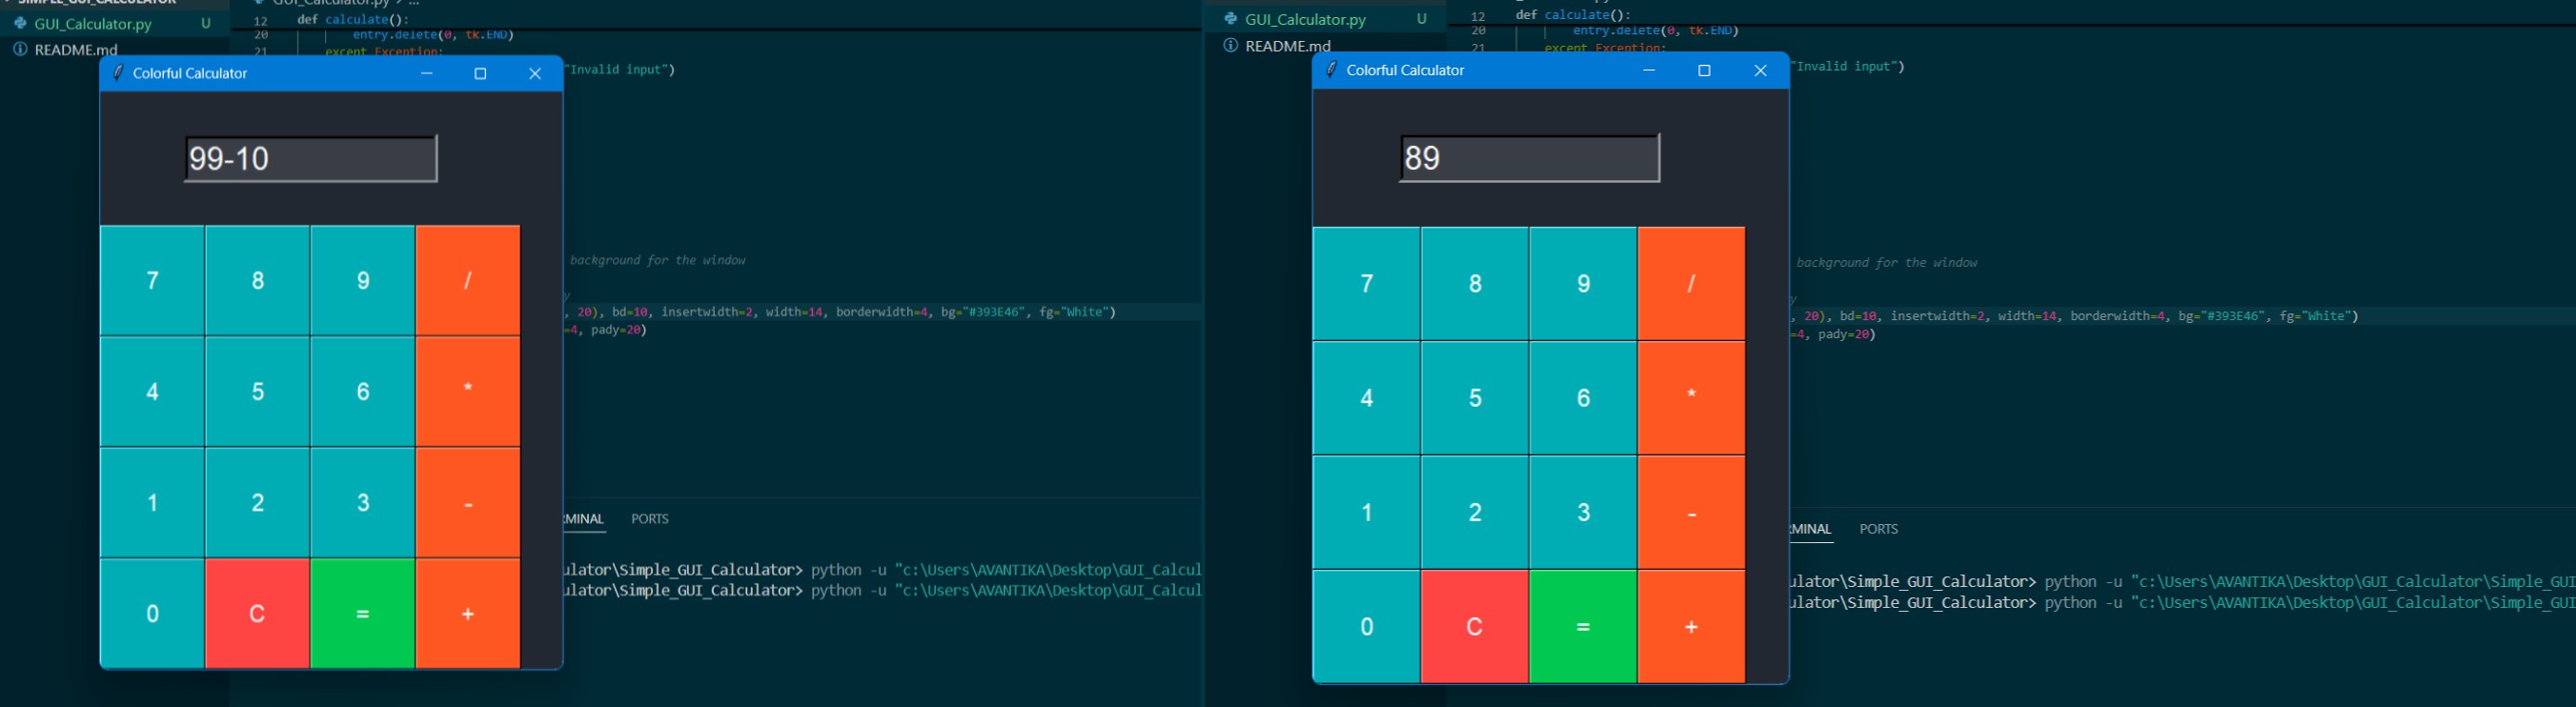 SIMPLE_GUI_CALCULATOR
GUI_Calculator.py U
README.md
GUI_Calculator.py > ...
12 def calculate():
20 entry.delete(0, tk.END)
21 except Exception:
"Invalid input")
Colorful Calculator
99-10
7 8 9 /
4 5 6 *
1 2 3 -
0 C = +
background for the window
, 20), bd=10, insertwidth=2, width=14, borderwidth=4, bg="#393E46", fg="White")
=4, pady=20)
RMINAL PORTS
ulator\Simple_GUI_Calculator> python -u "c:\Users\AVANTIKA\Desktop\GUI_Calcul
ulator\Simple_GUI_Calculator> python -u "c:\Users\AVANTIKA\Desktop\GUI_Calcul
GUI_Calculator.py U
README.md
12 def calculate():
20 entry.delete(0, tk.END)
21 except Exception:
"Invalid input")
Colorful Calculator
89
7 8 9 /
4 5 6 *
1 2 3 -
0 C = +
background for the window
y
, 20), bd=10, insertwidth=2, width=14, borderwidth=4, bg="#393E46", fg="White")
=4, pady=20)
RMINAL PORTS
ulator\Simple_GUI_Calculator> python -u "c:\Users\AVANTIKA\Desktop\GUI_Calculator\Simple_GUI
ulator\Simple_GUI_Calculator> python -u "c:\Users\AVANTIKA\Desktop\GUI_Calculator\Simple_GUI